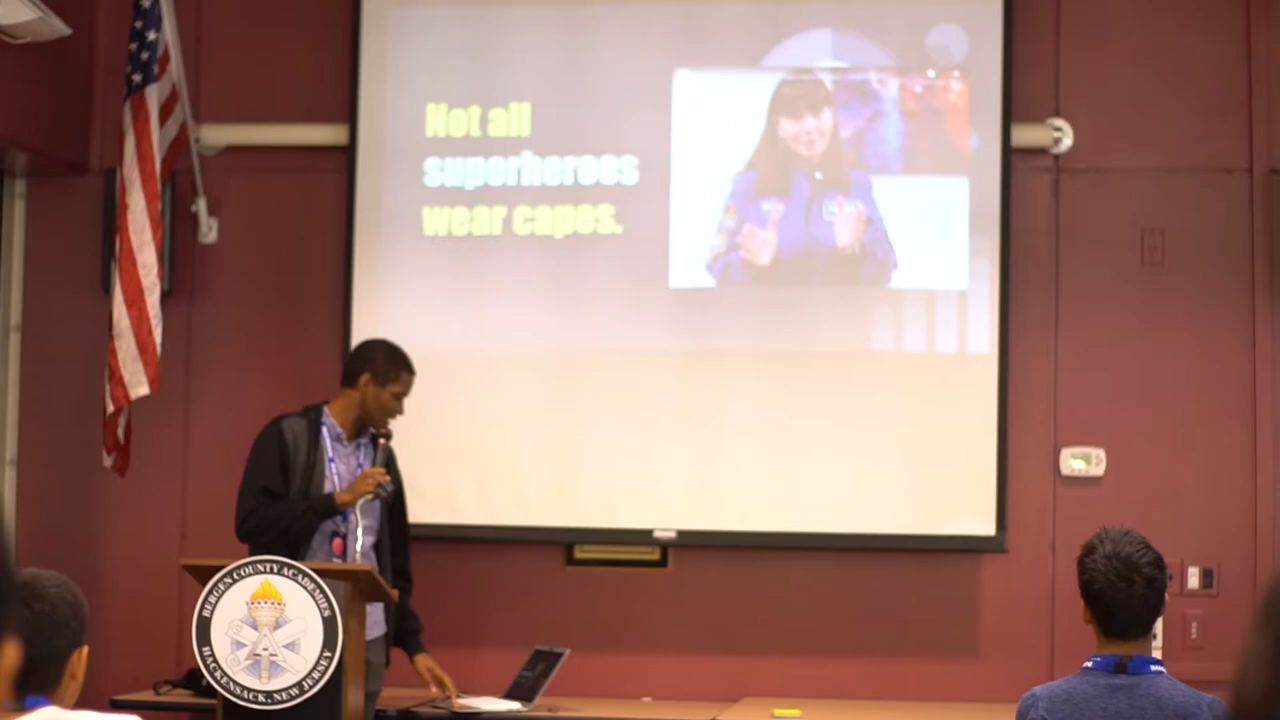 Not all
superheroes
wear capes.
BERGEN COUNTY ACADEMIES
HACKENSACK, NEW JERSEY